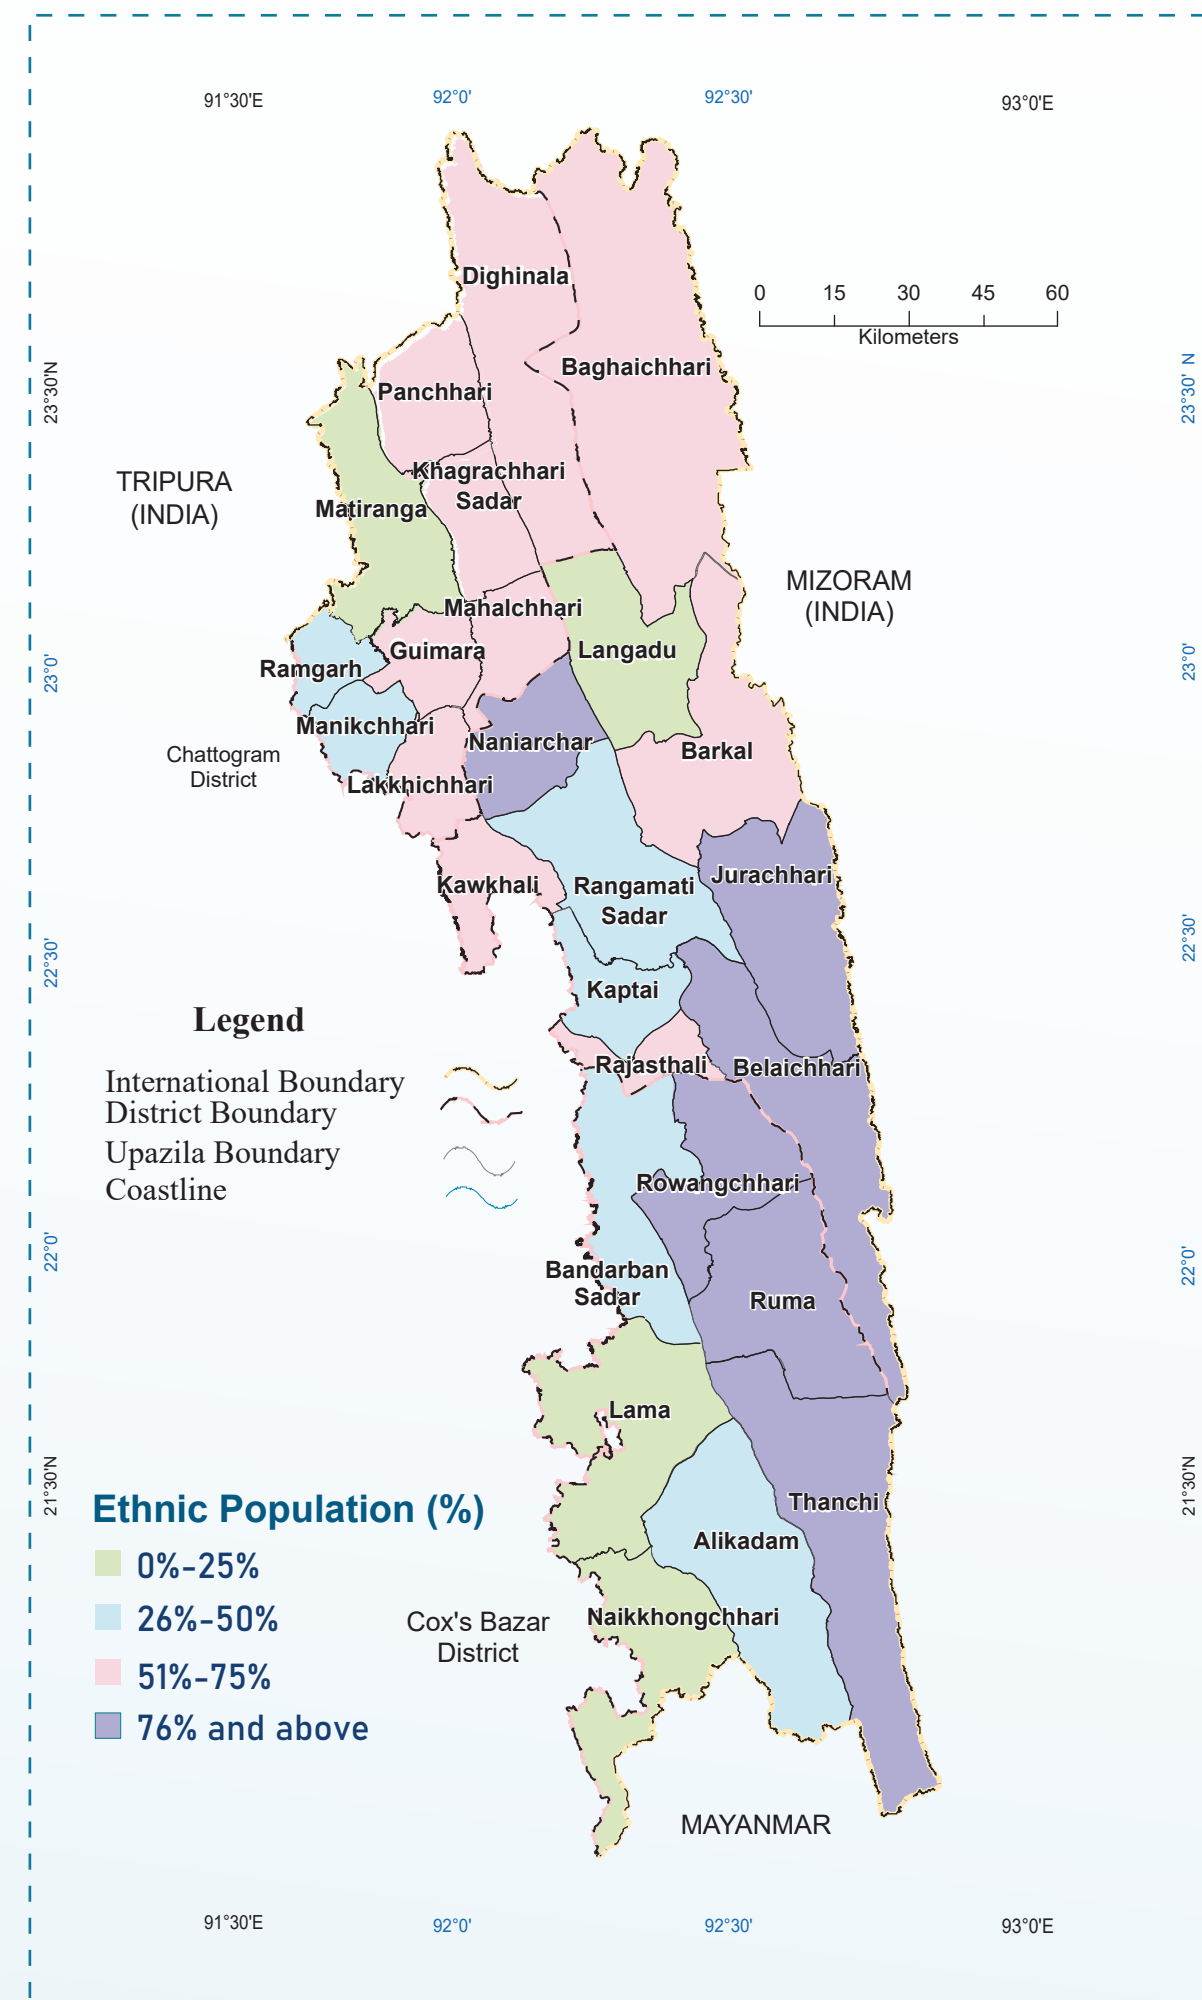 91°30'E
92°0'
92°30'
93°0'E
Dighinala
0 15 30 45 60
Kilometers
23°30'N
23°30' N
Baghaichhari
Panchhari
Khagrachhari
Sadar
TRIPURA
(INDIA)
Matiranga
MIZORAM
(INDIA)
Mahalchhari
Guimara
Langadu
Ramgarh
23°0'
23°0'
Manikchhari
Naniarchar
Barkal
Chattogram
District
Lakkhichhari
Jurachhari
Kawkhali
Rangamati
Sadar
22°30'
22°30'
Kaptai
Legend
Rajasthali
Belaichhari
International Boundary
District Boundary
Upazila Boundary
Coastline
Rowangchhari
22°0'
22°0'
Bandarban
Sadar
Ruma
Lama
21°30'N
21°30'N
Thanchi
Ethnic Population (%)
Alikadam
0%-25%
26%-50%
51%-75%
76% and above
Naikkhongchhari
Cox's Bazar
District
MAYANMAR
91°30'E
92°0'
92°30'
93°0'E